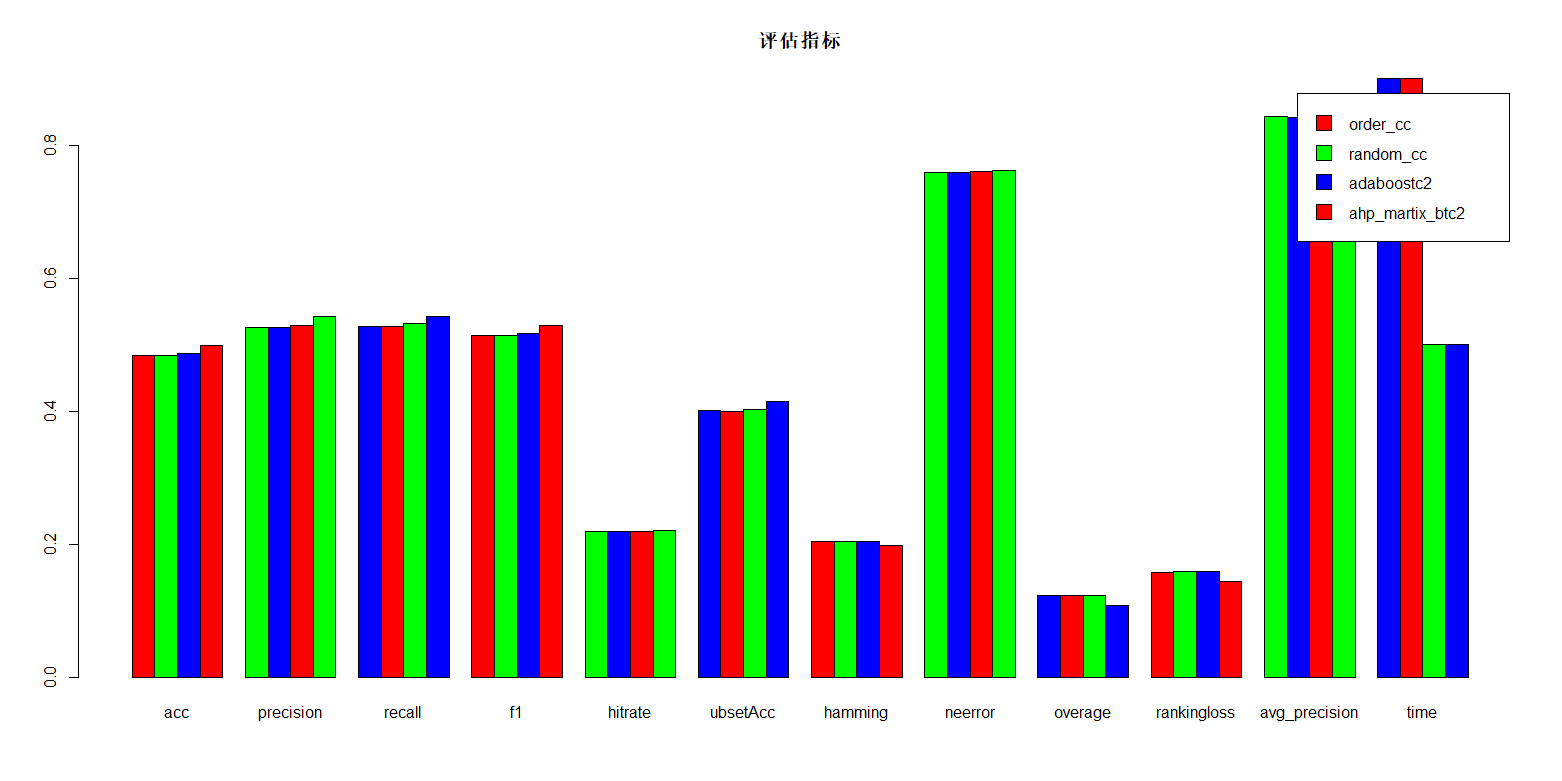 评估指标
order_cc
random_cc
adaboostc2
ahp_martix_btc2
0.8
0.6
0.4
0.2
0.0
acc precision recall f1 hitrate ubsetAcc hamming neerror overage rankingloss avg_precision time